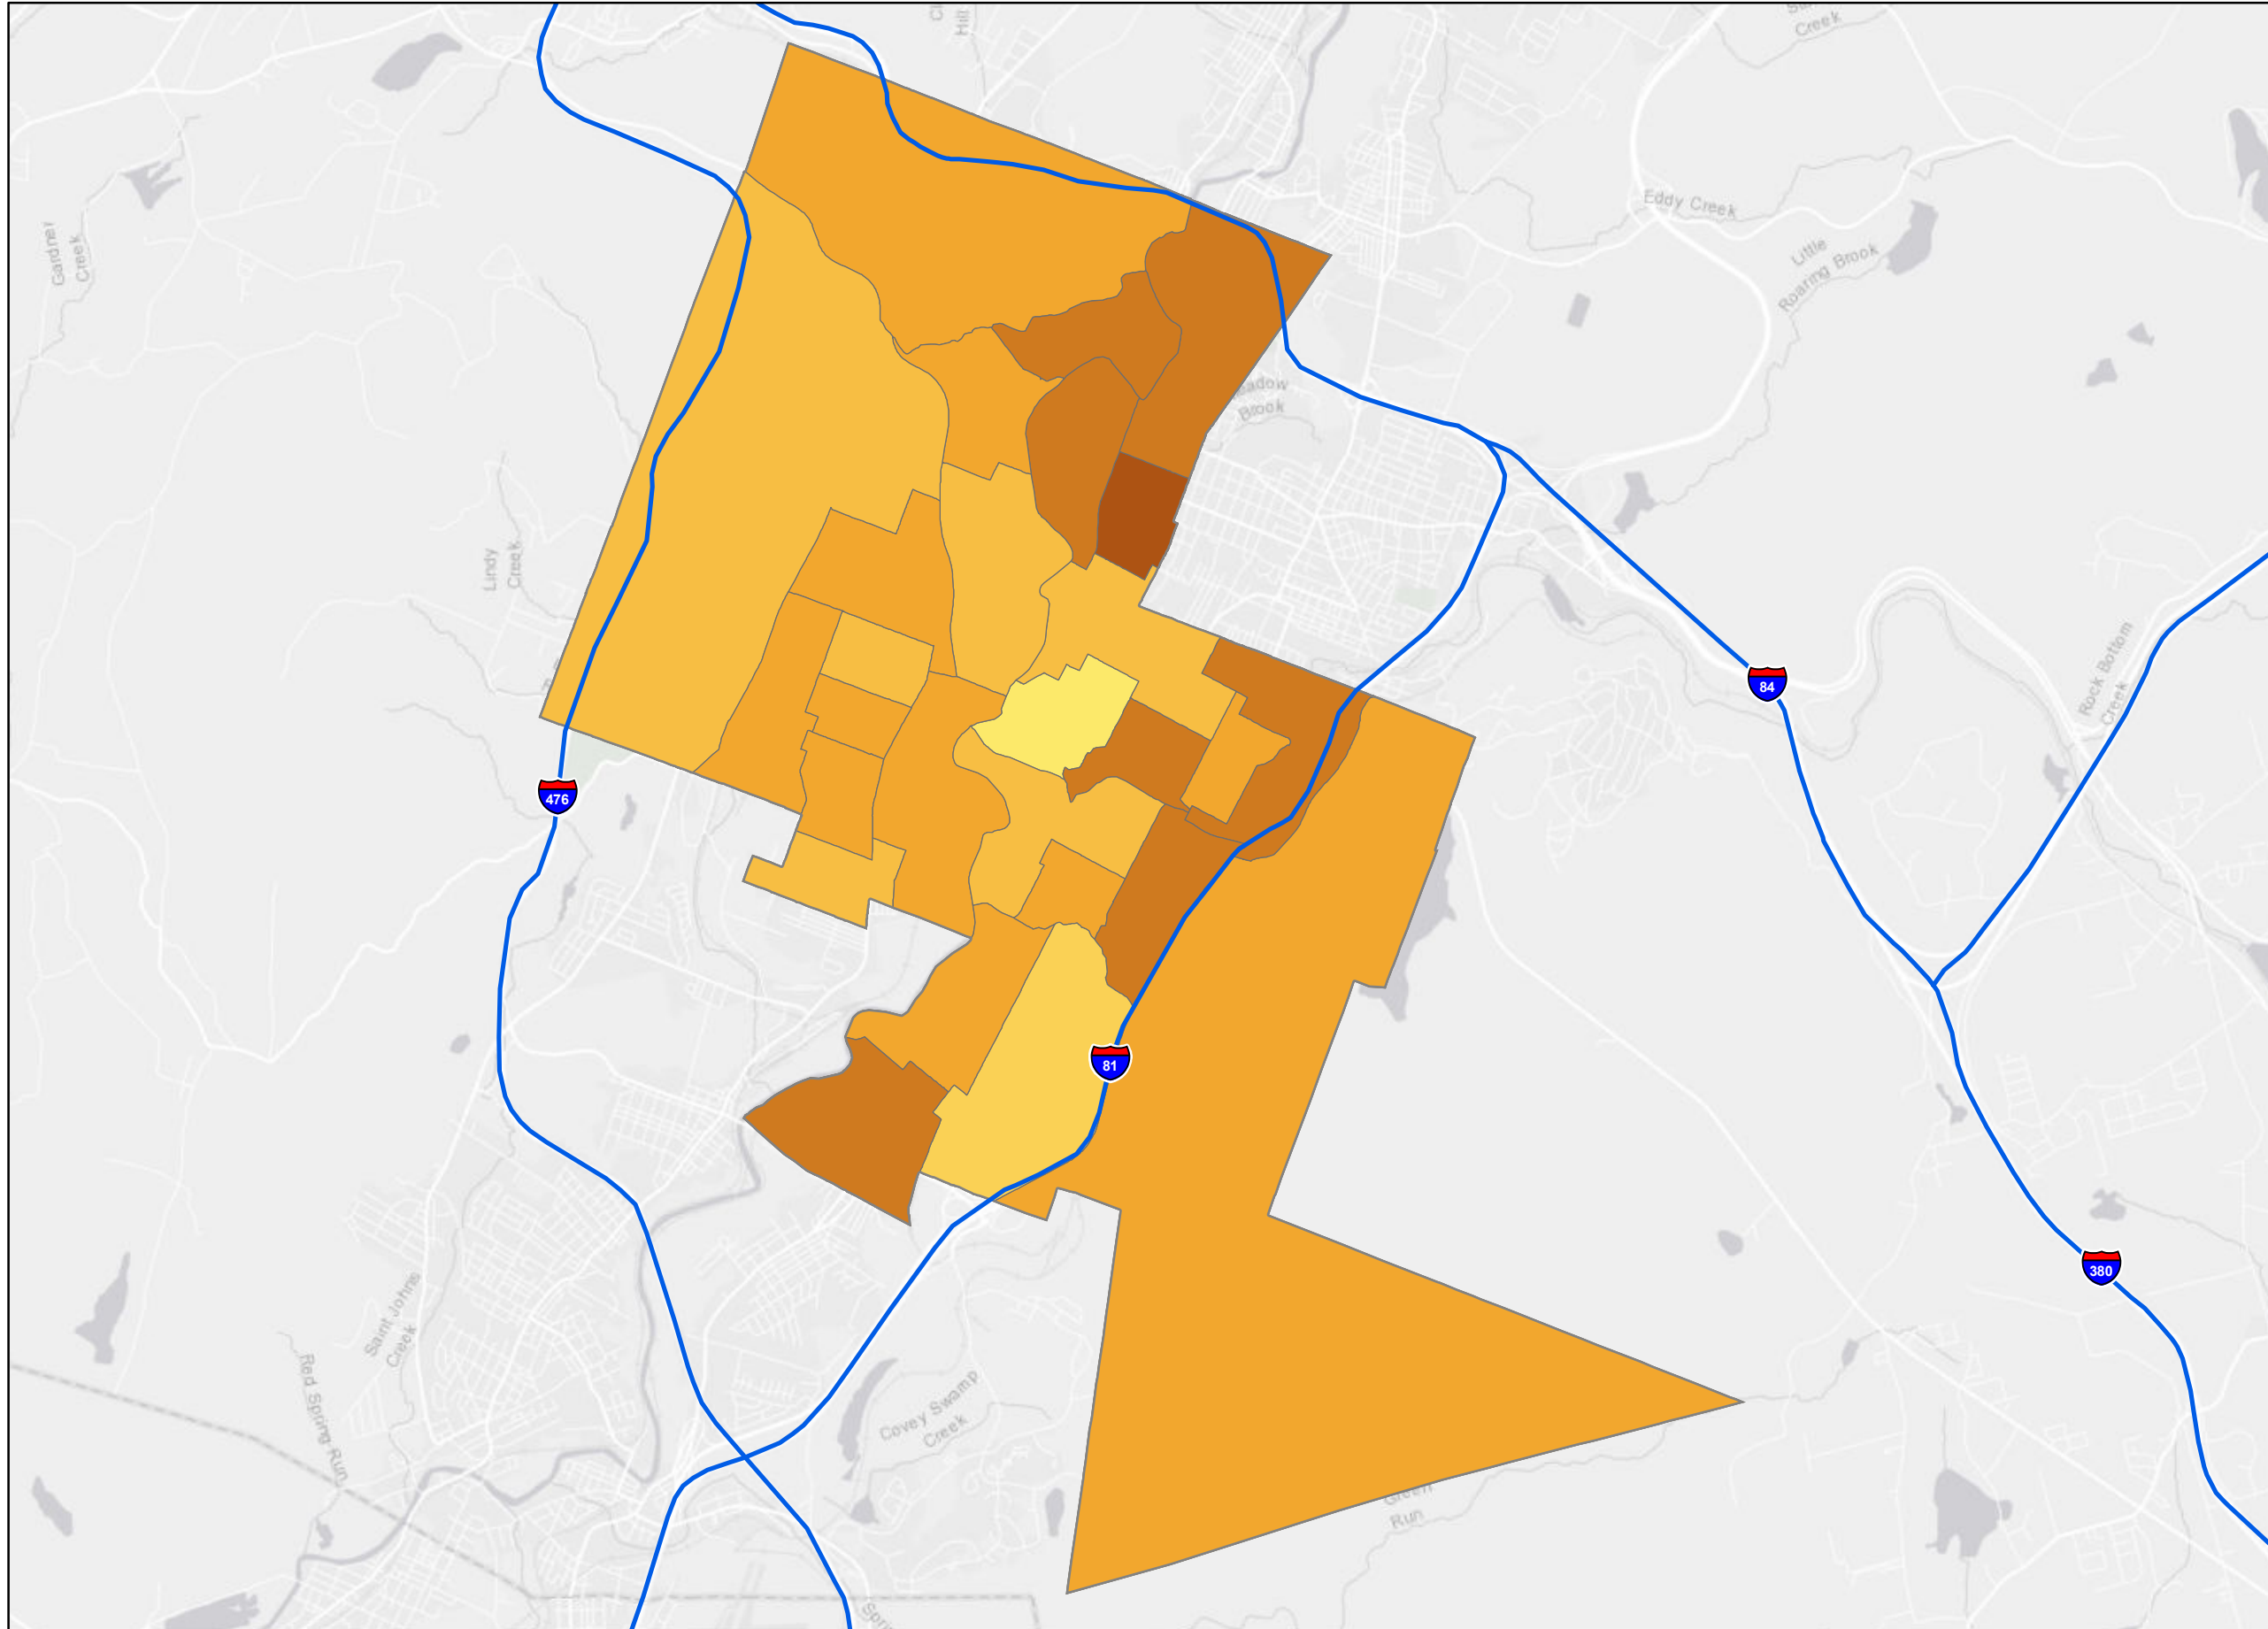 Creek
Eddy Creek
Little
Roaring Brook
Gardner
Creek
Brook
Lindy
Creek
84
Rock Bottom
Creek
476
81
380
Saint Johns
Creek
Red Spring Run
Covey Swamp
Creek
Green
Run